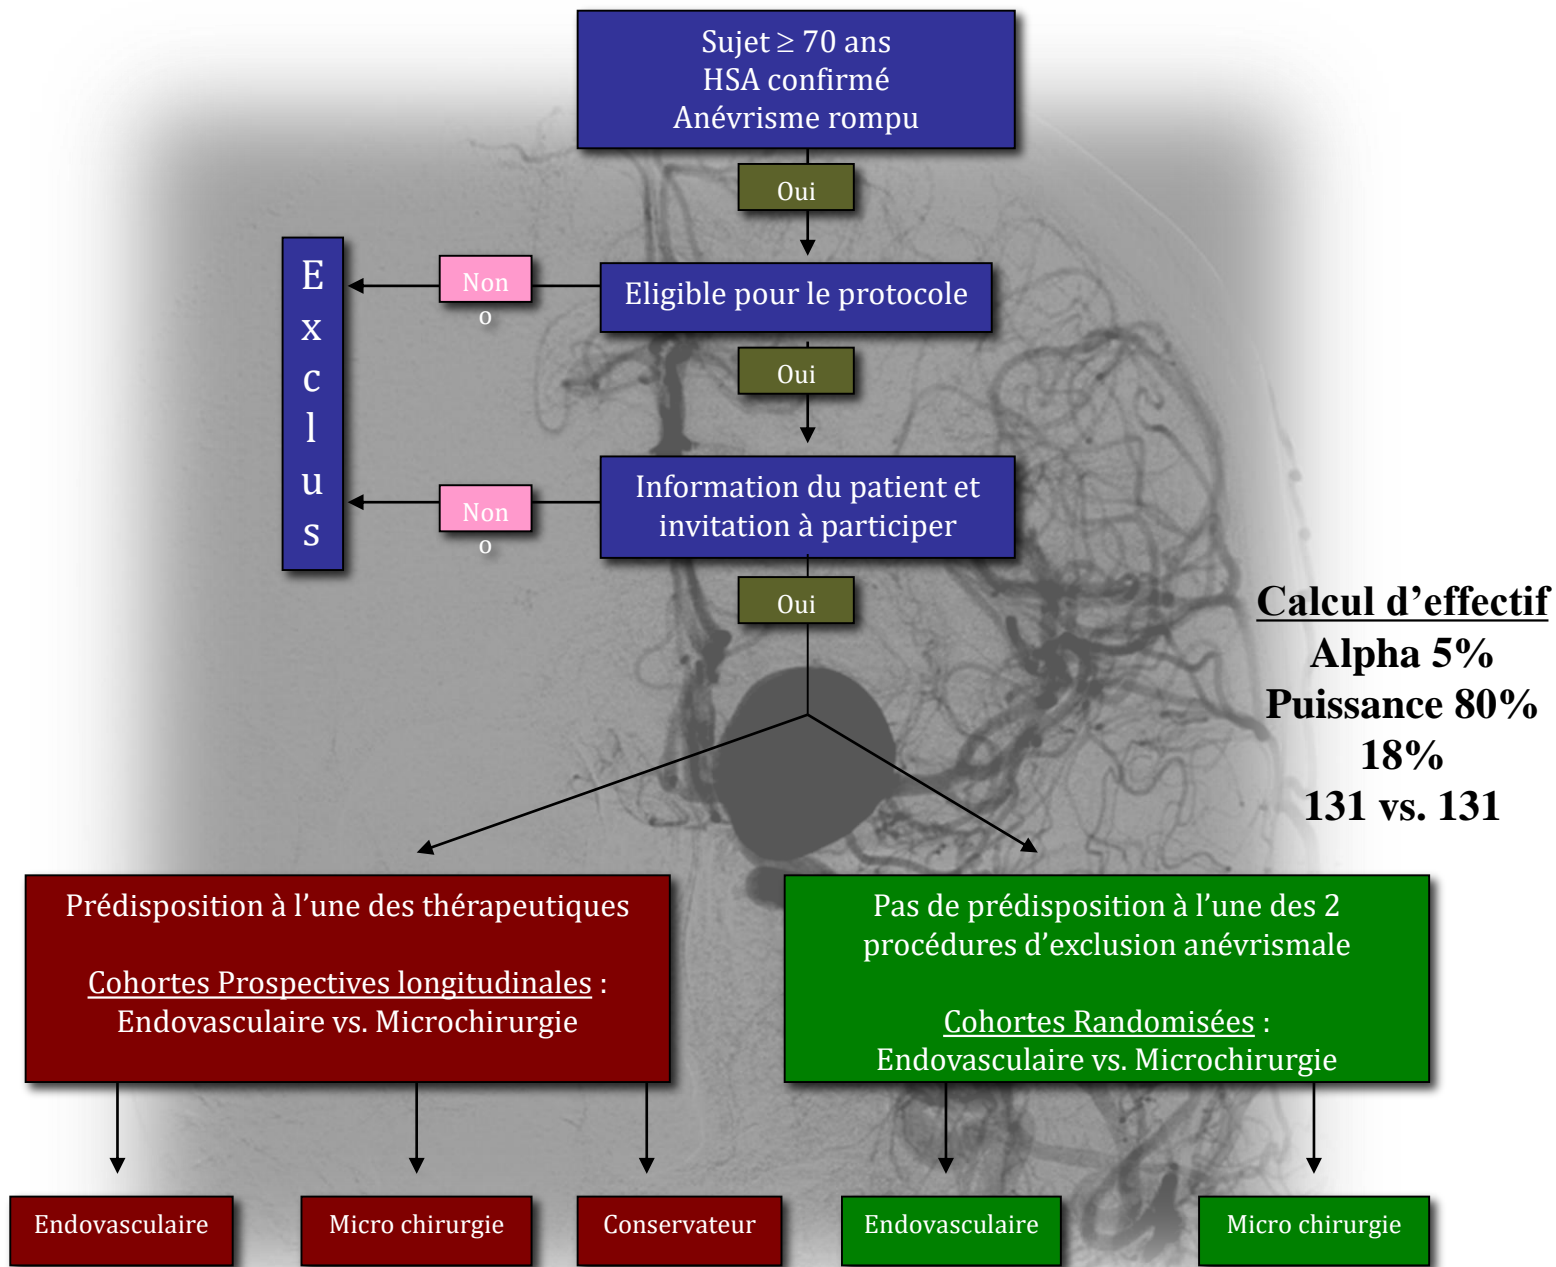 Sujet ≥ 70 ans
HSA confirmé
Anévrisme rompu
Oui
Eligible pour le protocole
Non
o
Oui
E
x
c
l
u
s
Information du patient et
invitation à participer
Non
o
Oui
Calcul d’effectif
Alpha 5%
Puissance 80%
18%
131 vs. 131
Prédisposition à l’une des thérapeutiques
Cohortes Prospectives longitudinales :
Endovasculaire vs. Microchirurgie
Pas de prédisposition à l’une des 2
procédures d’exclusion anévrismale
Cohortes Randomisées :
Endovasculaire vs. Microchirurgie
Endovasculaire
Micro chirurgie
Conservateur
Endovasculaire
Micro chirurgie